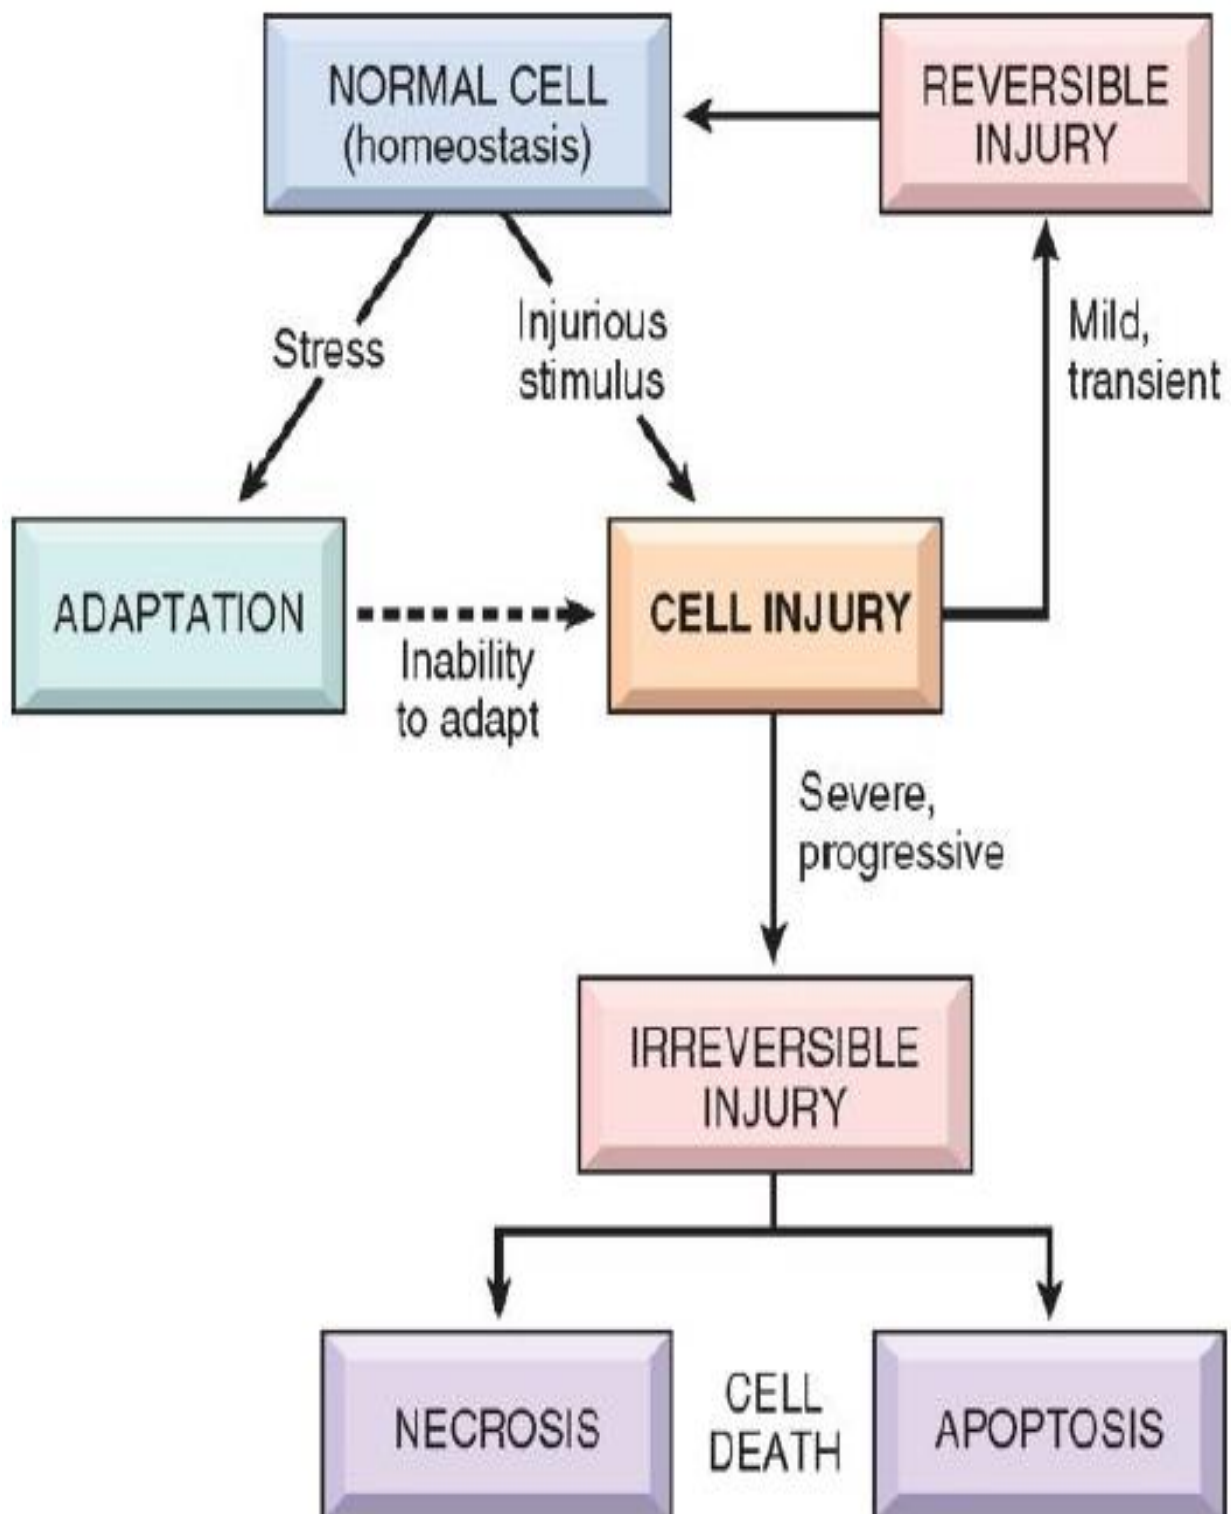 NORMAL CELL
(homeostasis)
REVERSIBLE
INJURY
Stress
Injurious
stimulus
Mild,
transient
ADAPTATION
Inability
to adapt
CELL INJURY
Severe,
progressive
IRREVERSIBLE
INJURY
NECROSIS
CELL
DEATH
APOPTOSIS